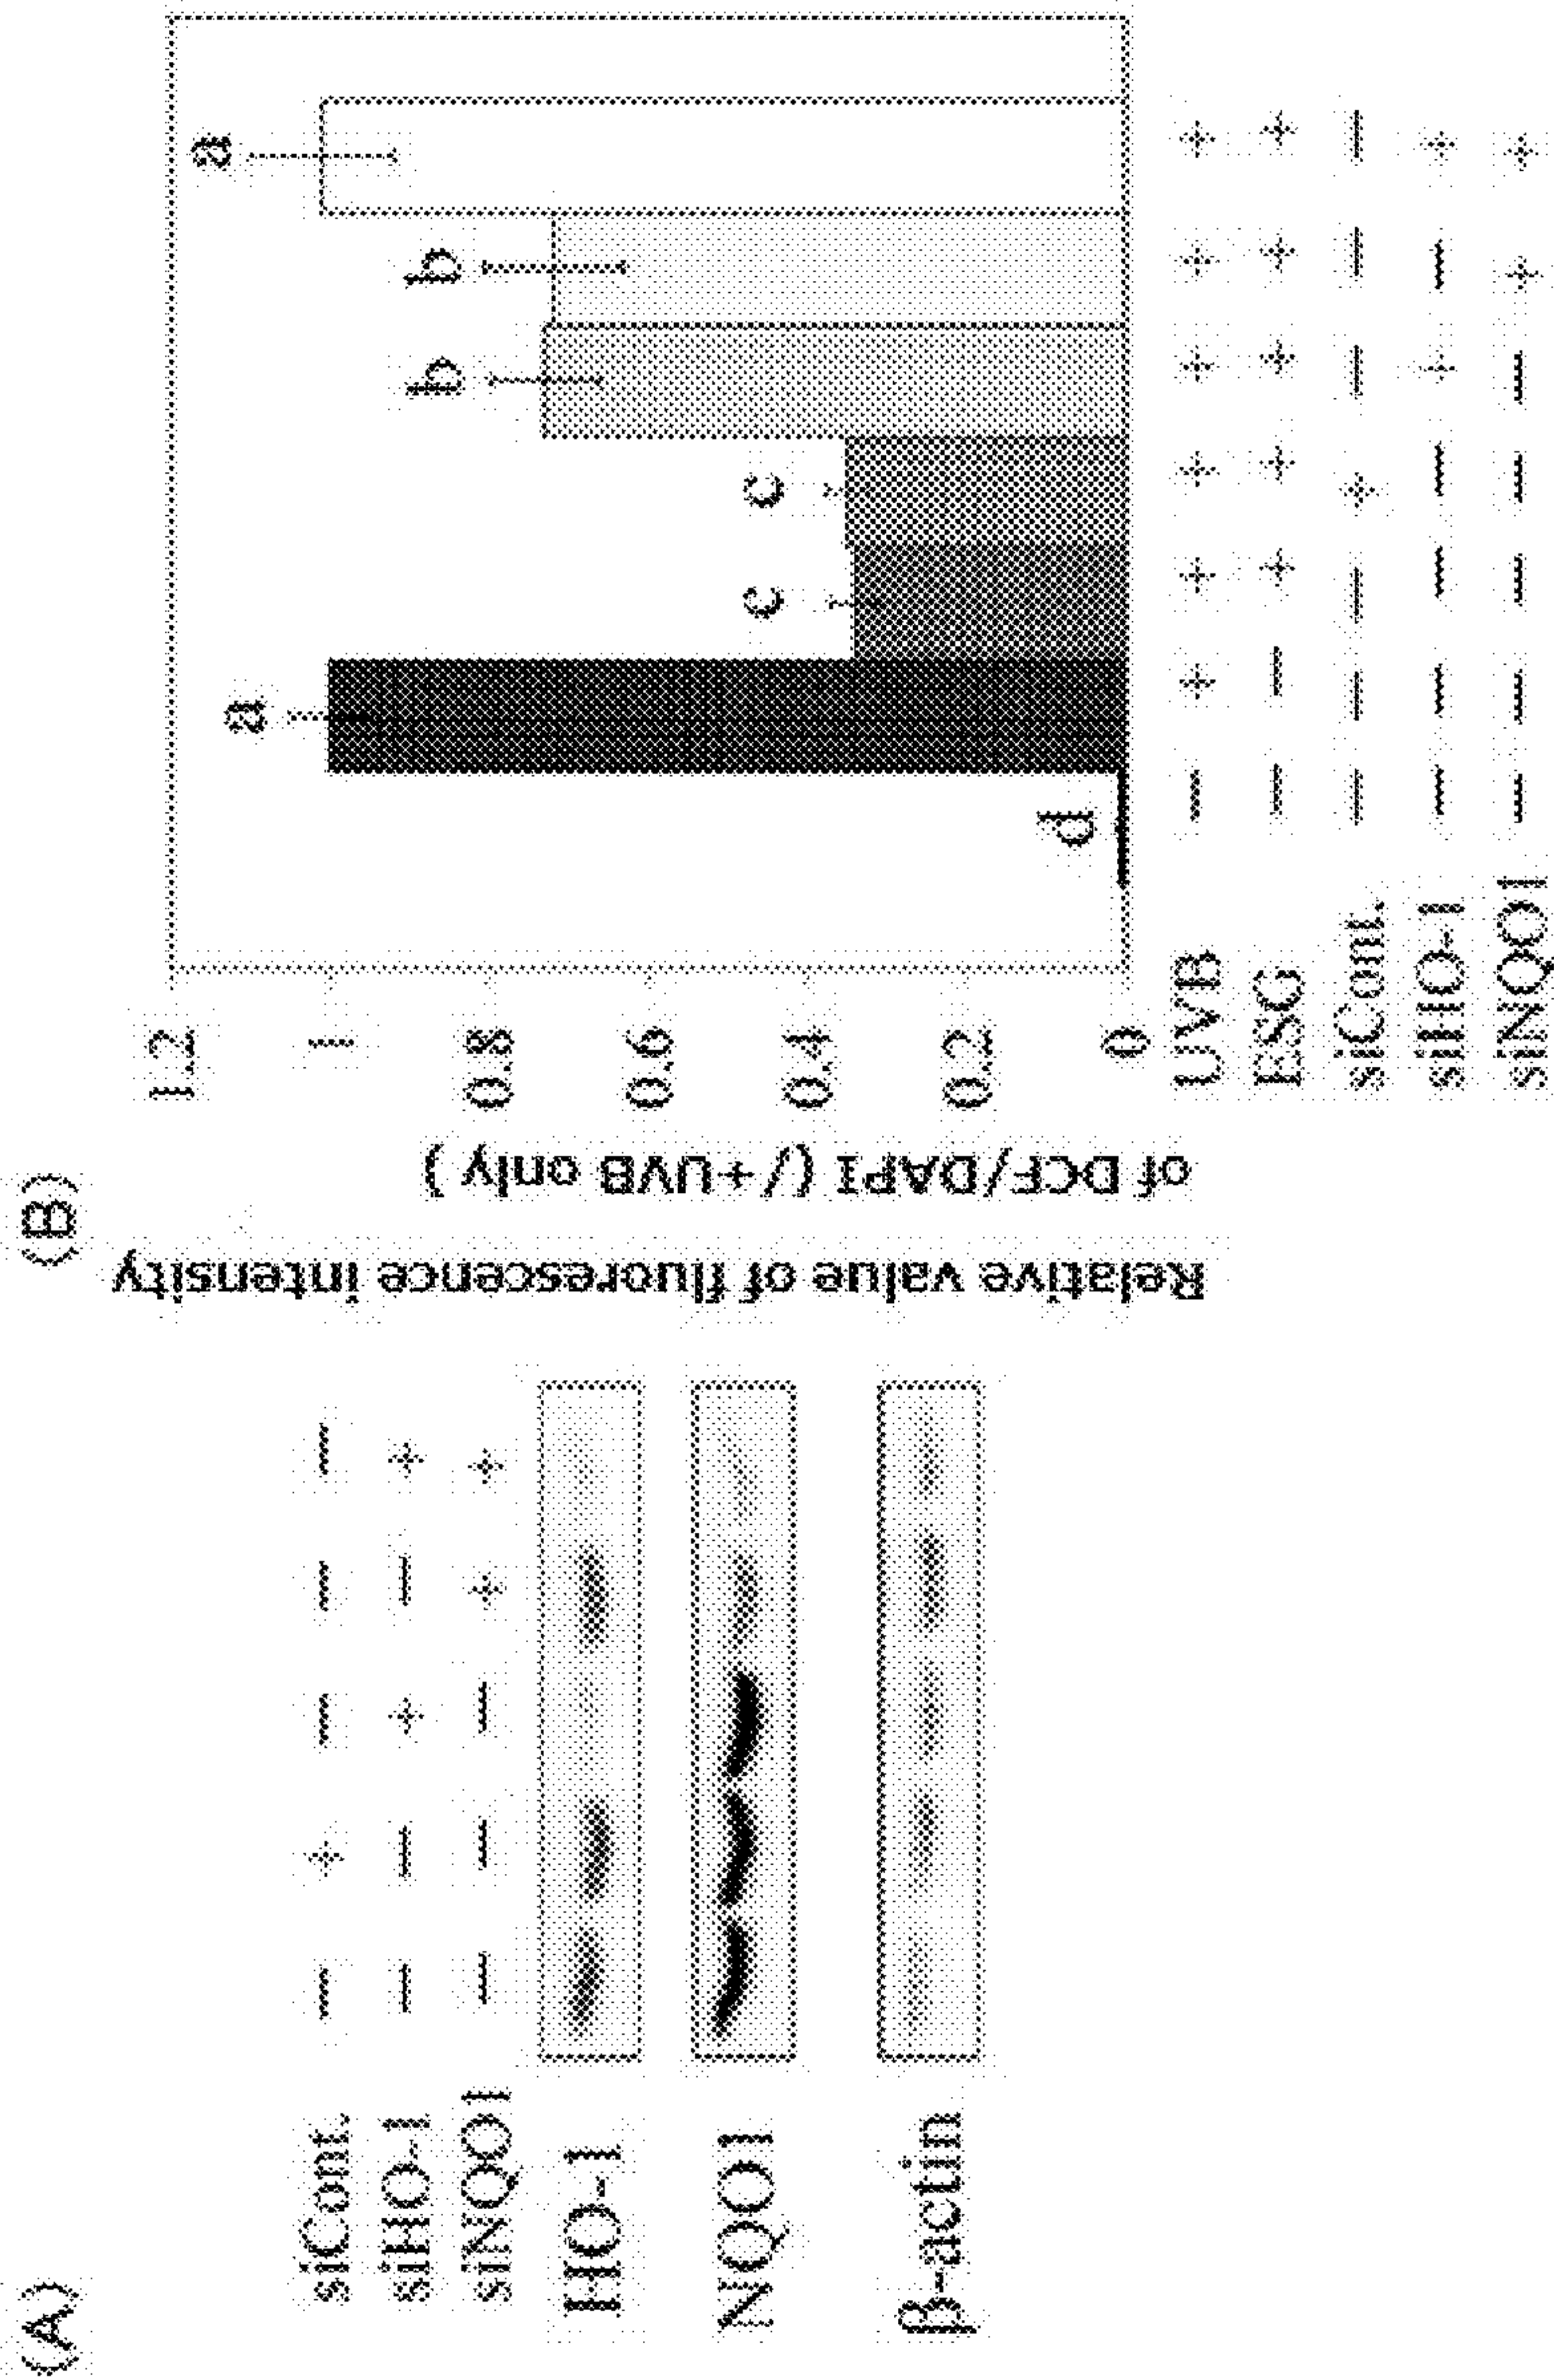 (A)
siCont. − + − − −
siHO-1 − − + − +
siNQO1 − − − + +
HO-1
NQO1
β-actin
(B)
Relative value of fluorescence intensity
of DCF/DAPI (/+UVB only)
1.2
1
0.8
0.6
0.4
0.2
0
d a c c b b a
UVB − + + + + + +
ESG − − + + + + +
siCont. − − − + − − −
siHO-1 − − − − + − +
siNQO1 − − − − − + +